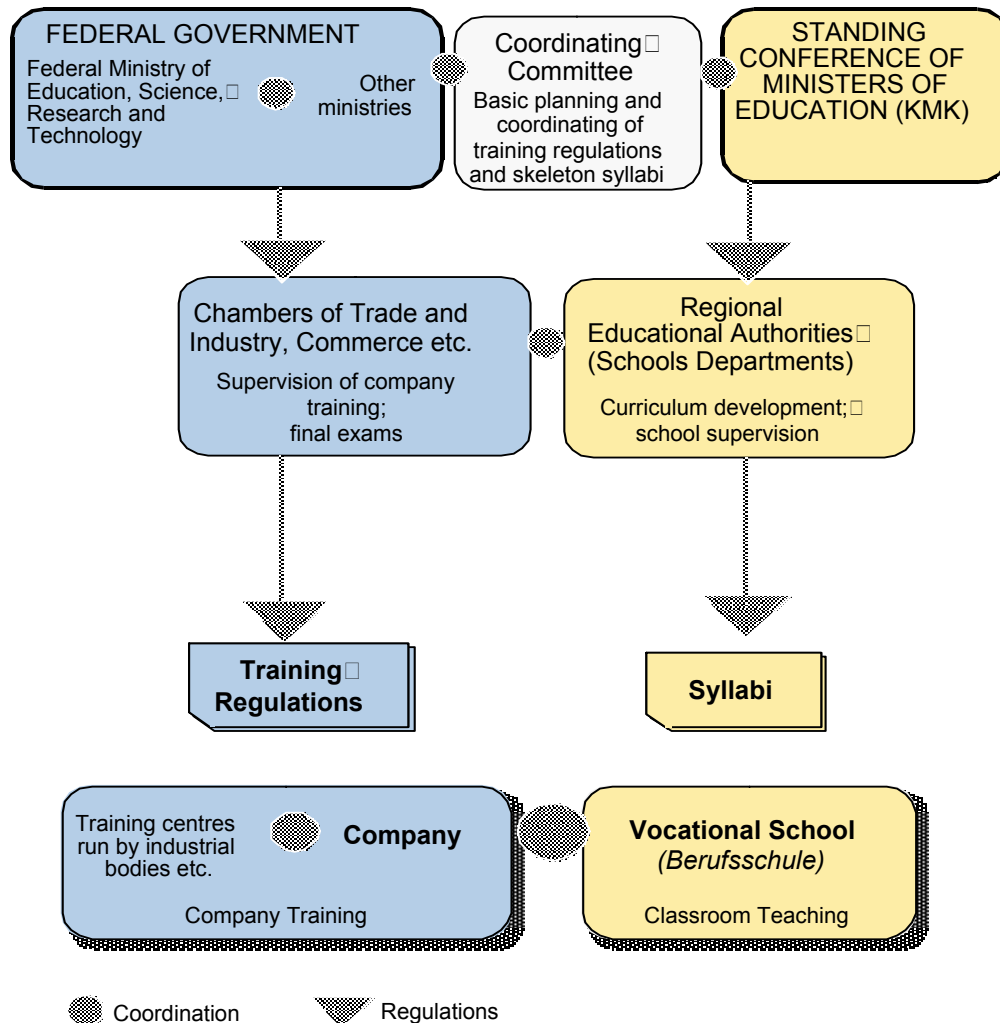 FEDERAL GOVERNMENT
Federal Ministry of
Education, Science,
Research and
Technology
Other
ministries
Coordinating
Committee
Basic planning and
coordinating of
training regulations
and skeleton syllabi
STANDING
CONFERENCE OF
MINISTERS OF
EDUCATION (KMK)
Chambers of Trade and
Industry, Commerce etc.
Supervision of company
training;
final exams
Regional
Educational Authorities
(Schools Departments)
Curriculum development;
school supervision
Training
Regulations
Syllabi
Training centres
run by industrial
bodies etc.
Company
Company Training
Vocational School
(Berufsschule)
Classroom Teaching
Coordination
Regulations